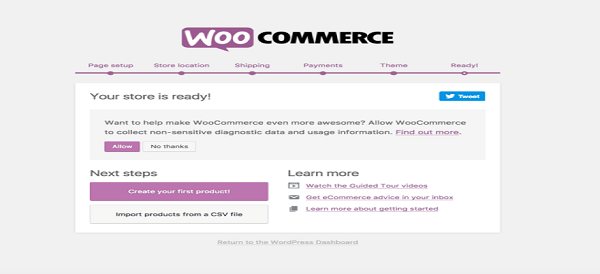 WOO COMMERCE
Page setup Store location Shipping Payments Theme Ready!
Your store is ready!
Tweet
Want to help make WooCommerce even more awesome? Allow WooCommerce
to collect non-sensitive diagnostic data and usage information. Find out more.
Allow No thanks
Next steps
Create your first product!
Import products from a CSV file
Learn more
Watch the Guided Tour videos
Get eCommerce advice in your inbox
Learn more about getting started
Return to the WordPress Dashboard